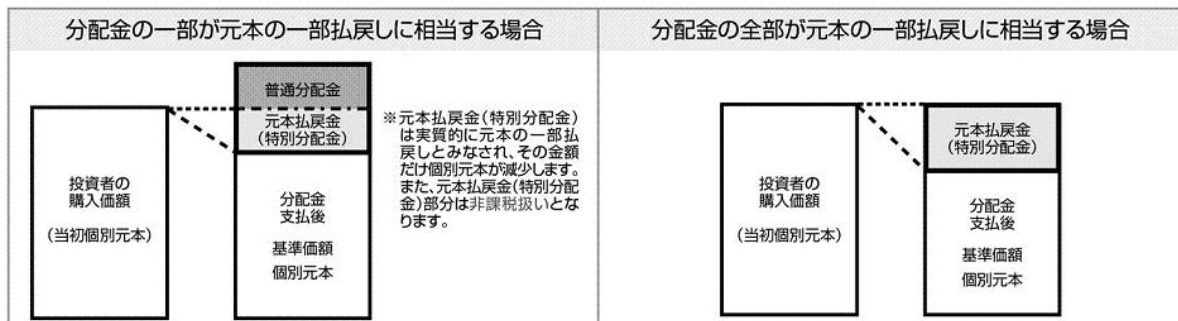 分配金の一部が元本の一部払戻しに相当する場合
普通分配金
元本払戻金
(特別分配金)
投資者の
購入価額
(当初個別元本)
分配金
支払後
基準価額
個別元本
※元本払戻金(特別分配金)
は実質的に元本の一部払
戻しとみなされ、その金額
だけ個別元本が減少します。
また、元本払戻金(特別分配
金)部分は非課税扱いとな
ります。
分配金の全部が元本の一部払戻しに相当する場合
投資者の
購入価額
(当初個別元本)
元本払戻金
(特別分配金)
分配金
支払後
基準価額
個別元本